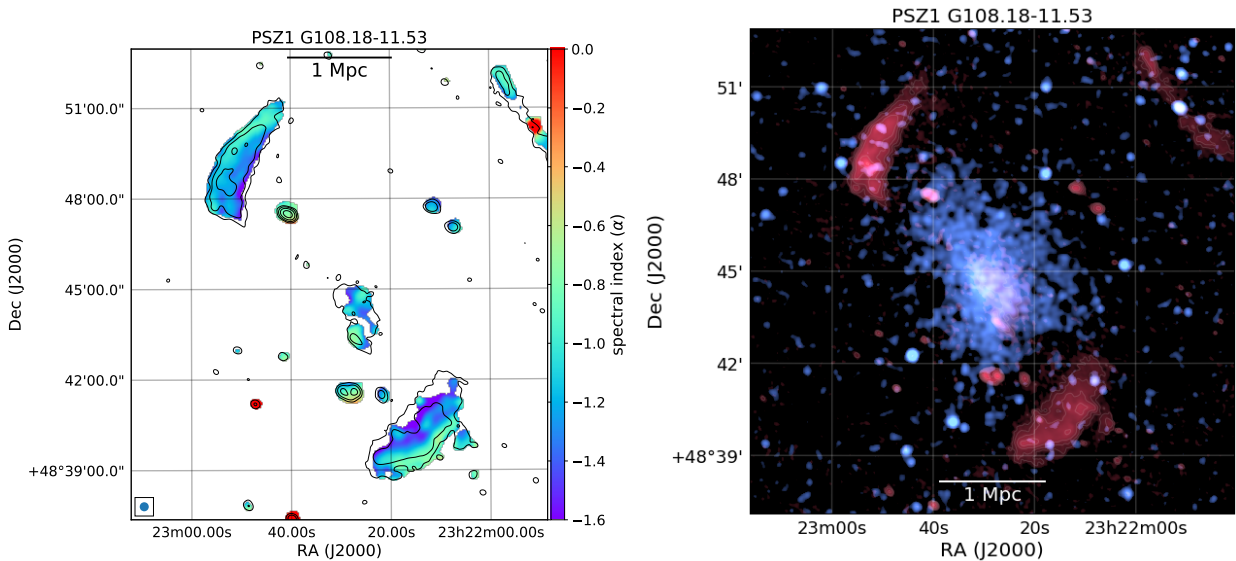 PSZ1 G108.18-11.53
1 Mpc
51'00.0"
48'00.0"
45'00.0"
42'00.0"
+48°39'00.0"
Dec (J2000)
23m00.00s
40.00s
20.00s
23h22m00.00s
RA (J2000)
0.0
−0.2
−0.4
−0.6
−0.8
−1.0
−1.2
−1.4
−1.6
spectral index (α)
PSZ1 G108.18-11.53
51'
48'
45'
42'
+48°39'
Dec (J2000)
1 Mpc
23m00s
40s
20s
23h22m00s
RA (J2000)